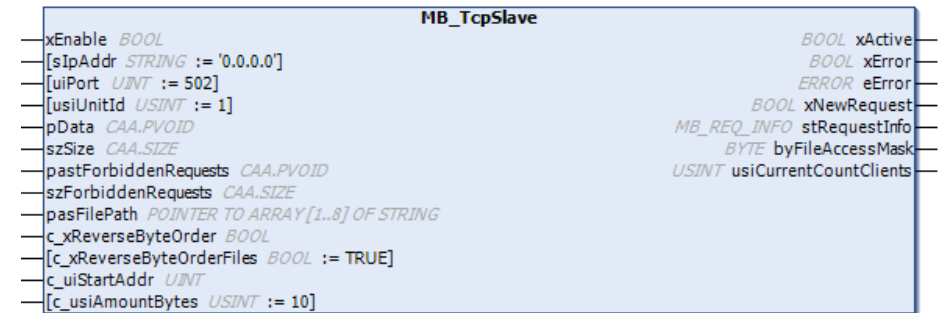 MB_TcpSlave
xEnable BOOL BOOL xActive
[sIpAddr STRING := '0.0.0.0'] BOOL xError
[uiPort UINT := 502] ERROR eError
[usiUnitId USINT := 1] BOOL xNewRequest
pData CAA.PVOID MB_REQ_INFO stRequestInfo
szSize CAA.SIZE BYTE byFileAccessMask
pastForbiddenRequests CAA.PVOID USINT usiCurrentCountClients
szForbiddenRequests CAA.SIZE
pasFilePath POINTER TO ARRAY [1..8] OF STRING
c_xReverseByteOrder BOOL
[c_xReverseByteOrderFiles BOOL := TRUE]
c_uiStartAddr UINT
[c_usiAmountBytes USINT := 10]